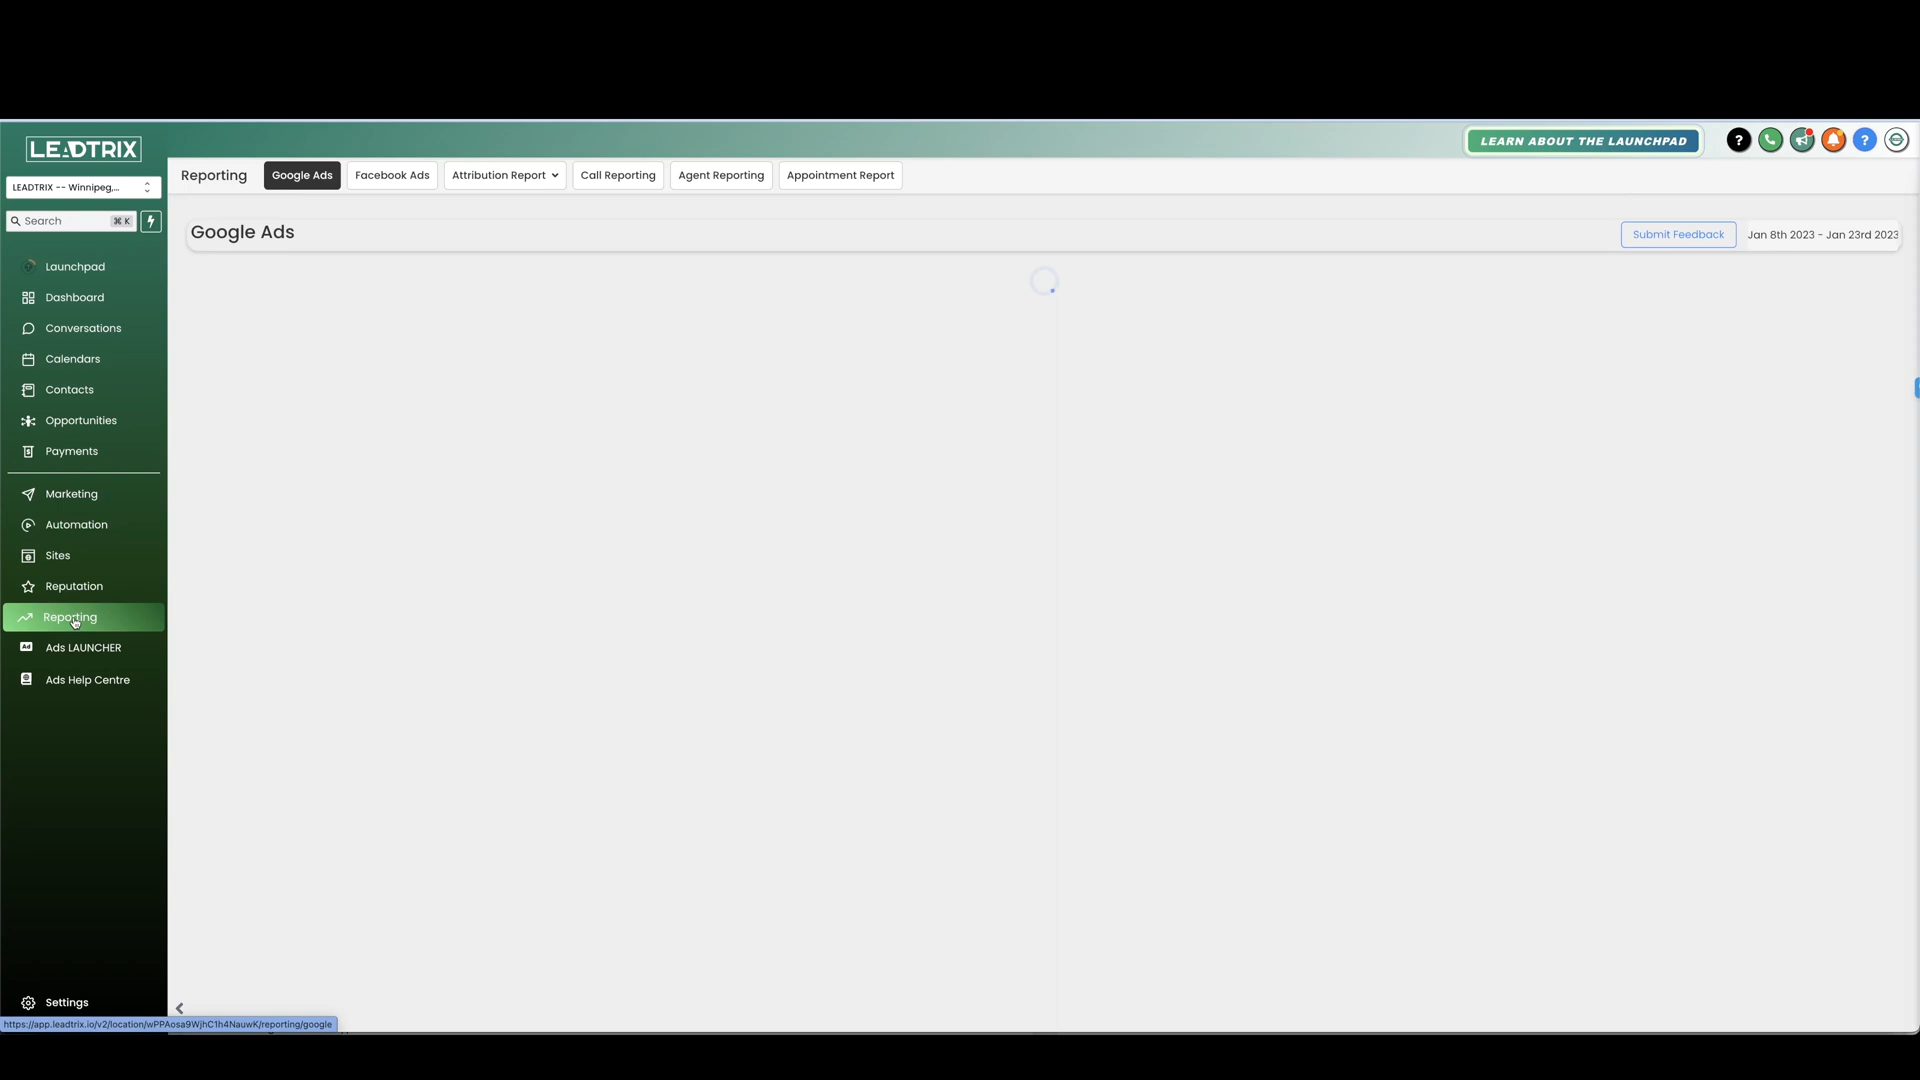 LEADTRIX
LEARN ABOUT THE LAUNCHPAD
?
?
LEADTRIX -- Winnipeg,...
Search ⌘ K
Reporting
Google Ads
Facebook Ads
Attribution Report
Call Reporting
Agent Reporting
Appointment Report
Google Ads
Submit Feedback
Jan 8th 2023 - Jan 23rd 2023
Launchpad
Dashboard
Conversations
Calendars
Contacts
Opportunities
Payments
Marketing
Automation
Sites
Reputation
Reporting
Ad Ads LAUNCHER
Ads Help Centre
Settings
https://app.leadtrix.io/v2/location/wPPAosa9WjhC1h4NauwK/reporting/google